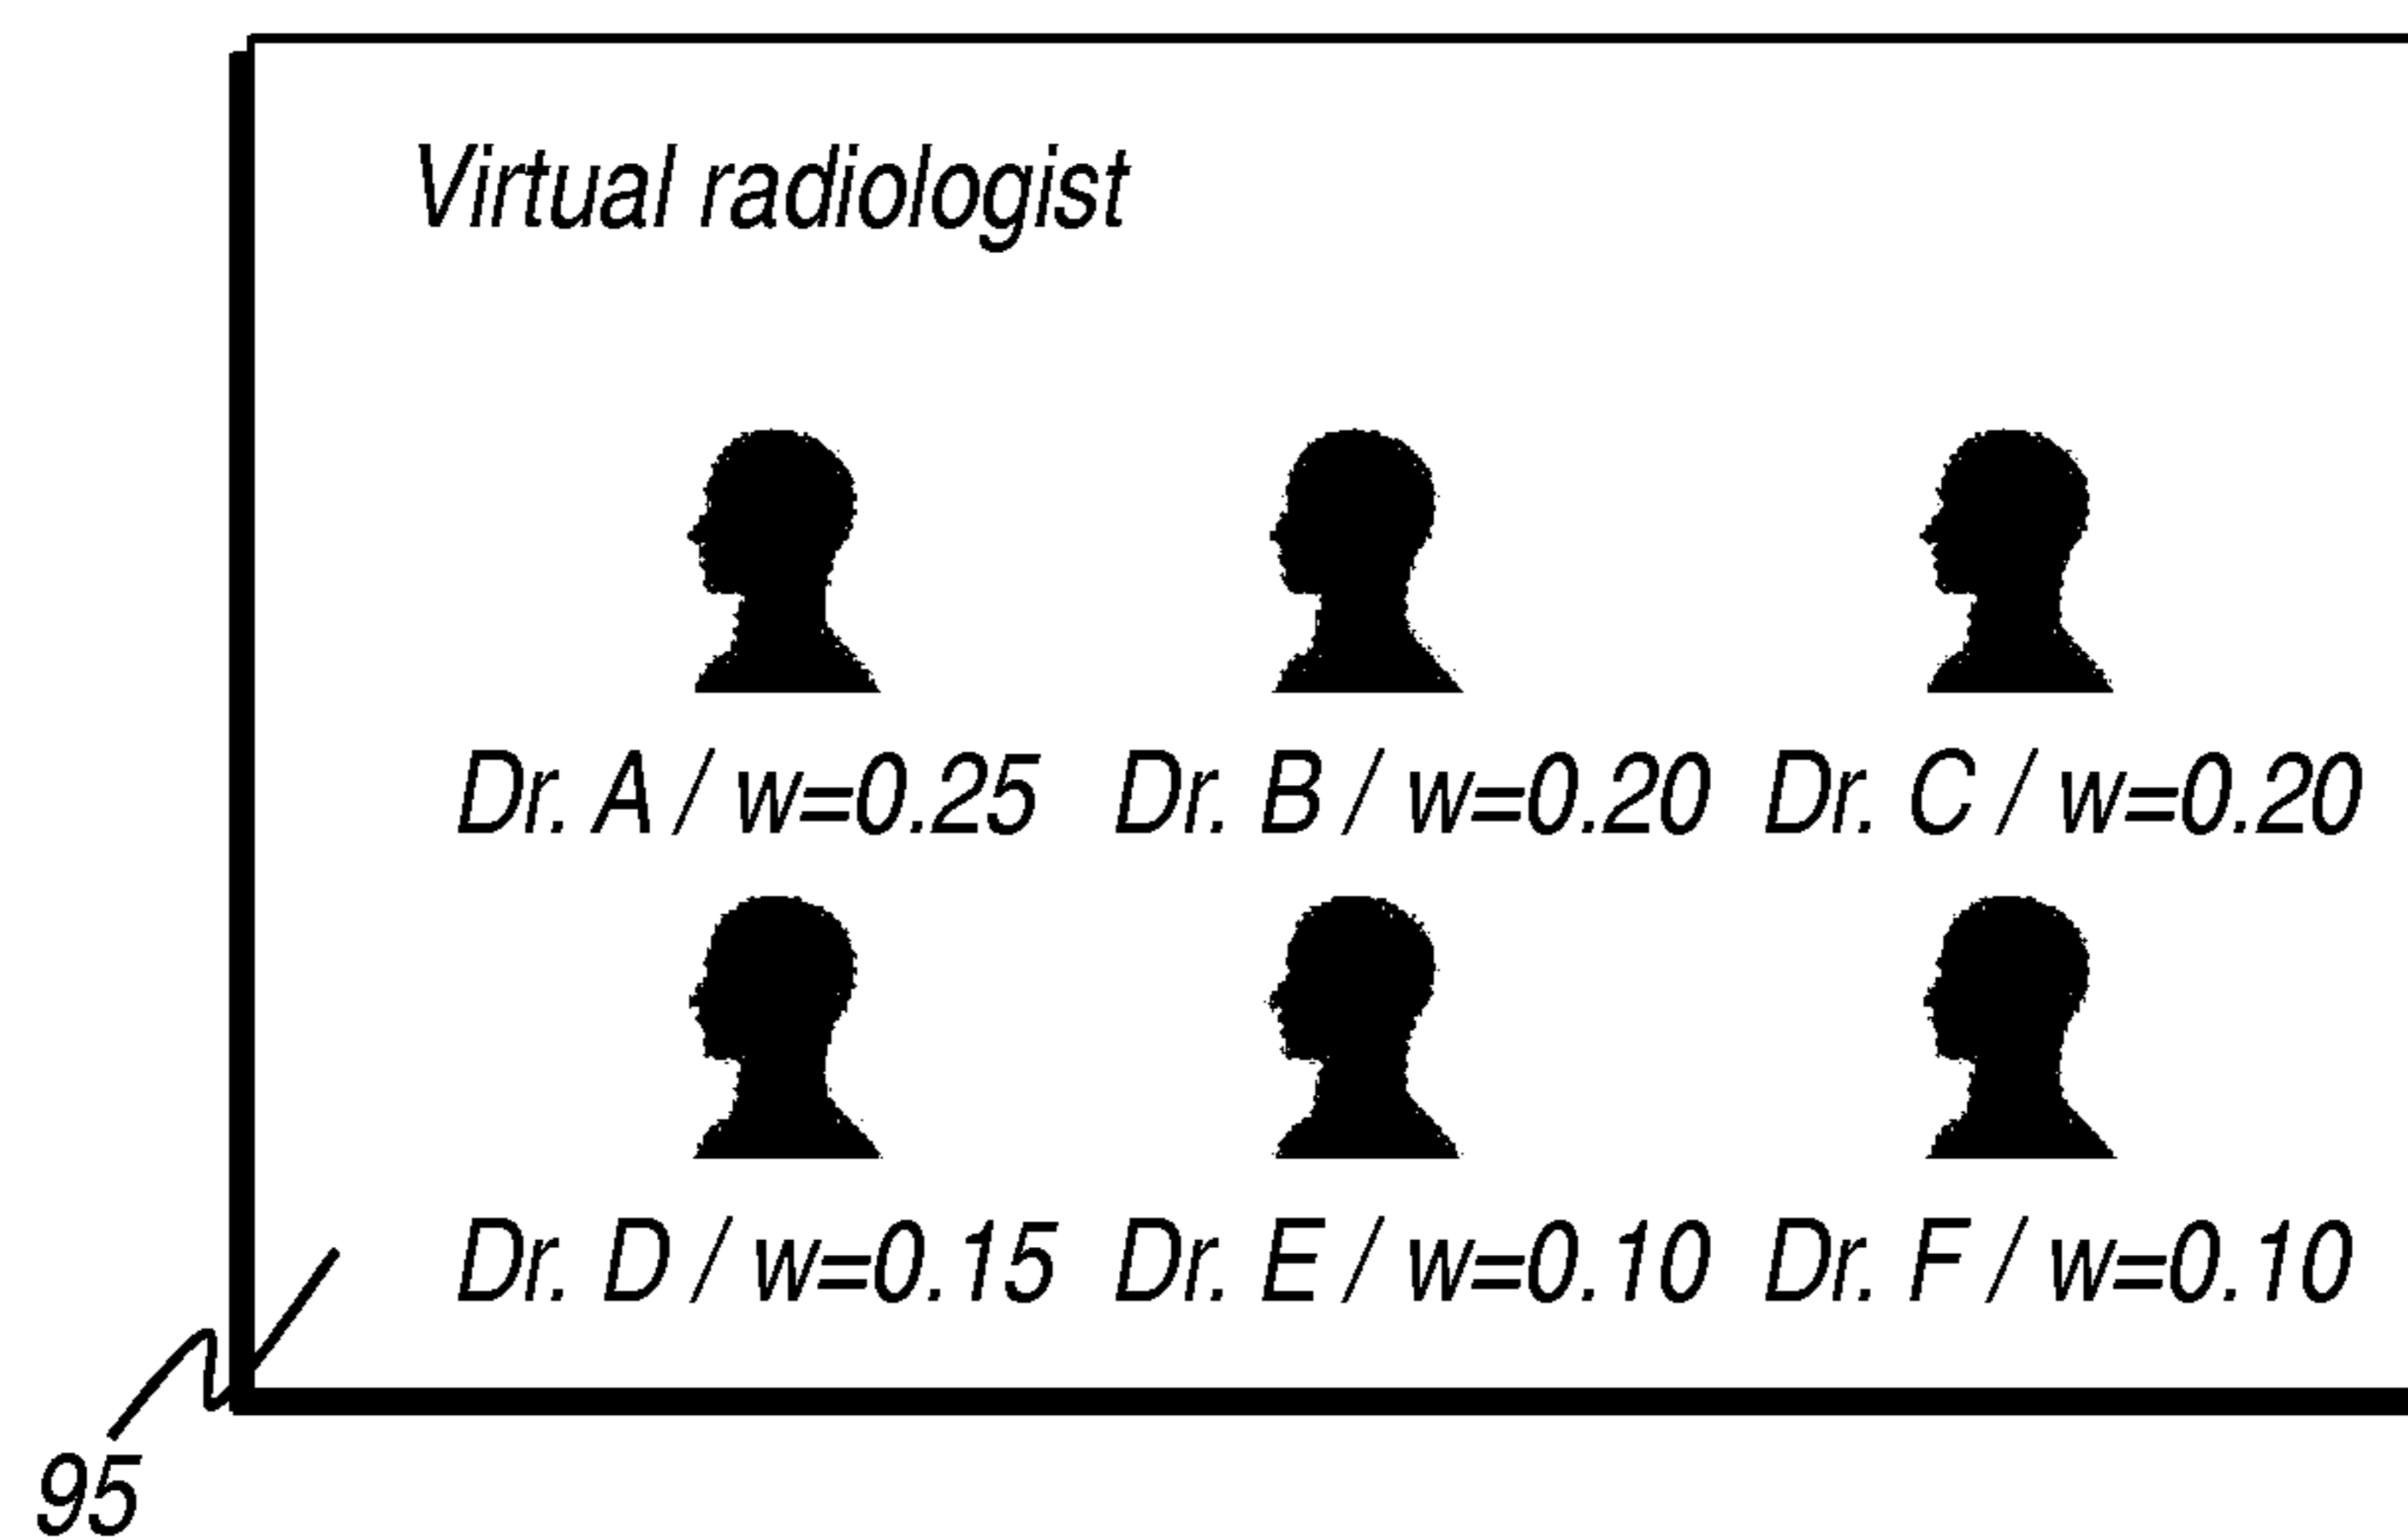 Virtual radiologist
Dr. A / w=0.25 Dr. B / w=0.20 Dr. C / w=0.20
Dr. D / w=0.15 Dr. E / w=0.10 Dr. F / w=0.10
95